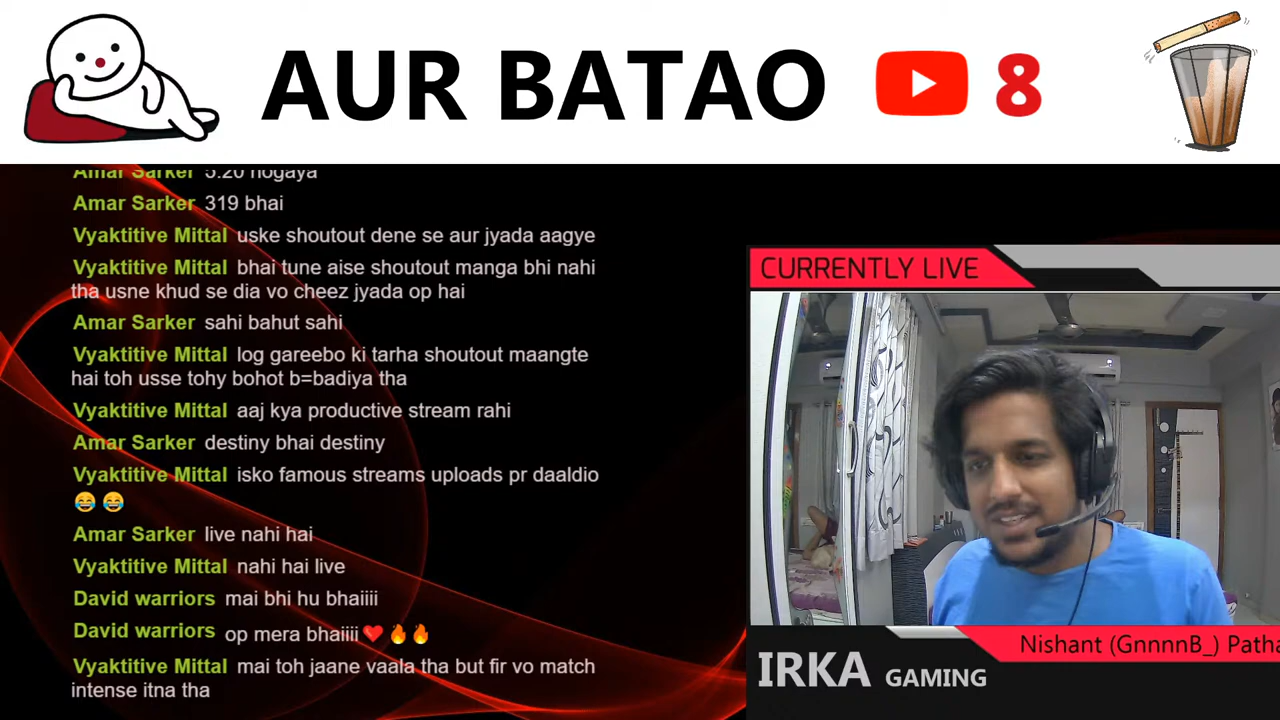 AUR BATAO 8
Amar Sarker 5.20 hogaya
Amar Sarker 319 bhai
Vyaktitive Mittal uske shoutout dene se aur jyada aagye
Vyaktitive Mittal bhai tune aise shoutout manga bhi nahi
tha usne khud se dia vo cheez jyada op hai
Amar Sarker sahi bahut sahi
Vyaktitive Mittal log gareebo ki tarha shoutout maangte
hai toh usse tohy bohot b=badiya tha
Vyaktitive Mittal aaj kya productive stream rahi
Amar Sarker destiny bhai destiny
Vyaktitive Mittal isko famous streams uploads pr daaldio
😂 😂
Amar Sarker live nahi hai
Vyaktitive Mittal nahi hai live
David warriors mai bhi hu bhaiiii
David warriors op mera bhaiiii❤️🔥🔥
Vyaktitive Mittal mai toh jaane vaala tha but fir vo match
intense itna tha
CURRENTLY LIVE
Nishant (GnnnnB_) Patha
IRKA GAMING